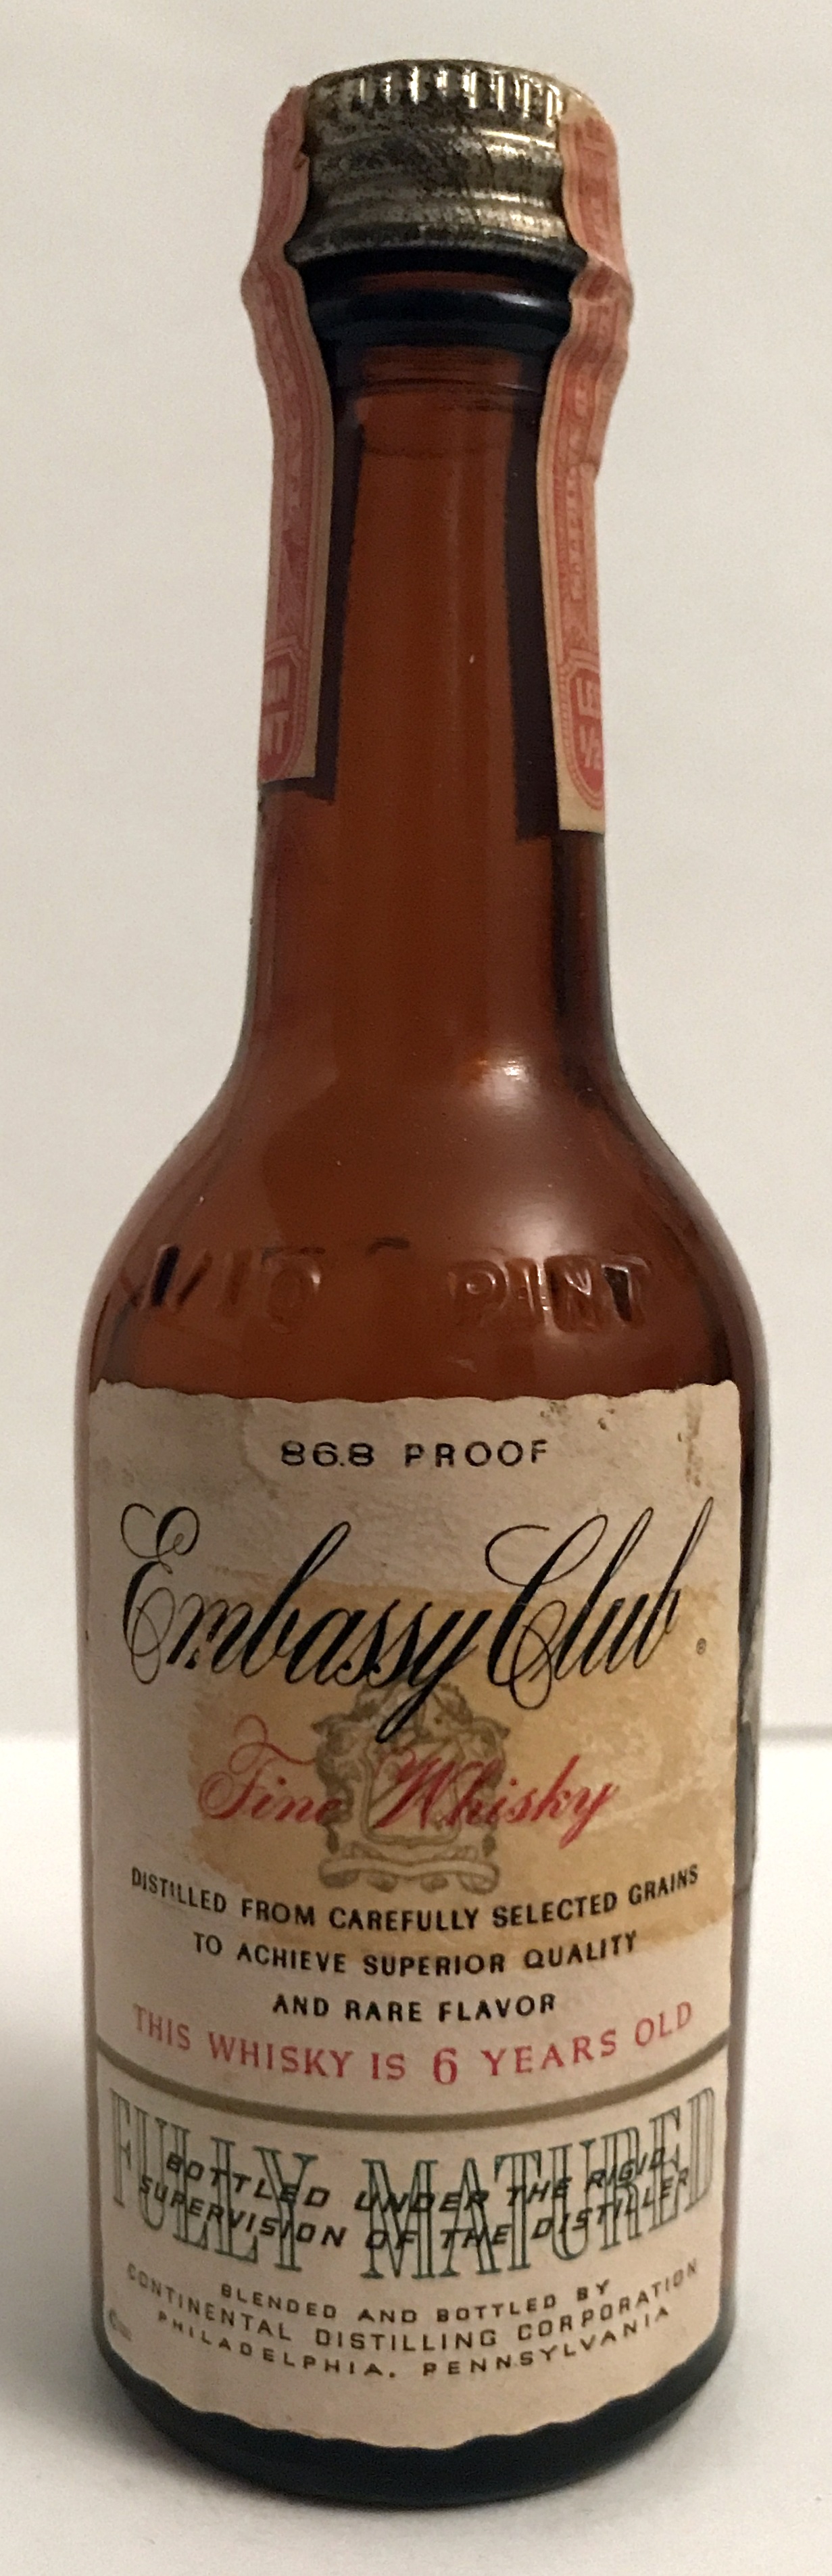 1/10 PINT
86.8 PROOF
Embassy Club ®
Fine Whisky
DISTILLED FROM CAREFULLY SELECTED GRAINS
TO ACHIEVE SUPERIOR QUALITY
AND RARE FLAVOR
THIS WHISKY IS 6 YEARS OLD
FULLY MATURED
BOTTLED UNDER THE RIGID
SUPERVISION OF THE DISTILLER
BLENDED AND BOTTLED BY
CONTINENTAL DISTILLING CORPORATION
PHILADELPHIA, PENNSYLVANIA